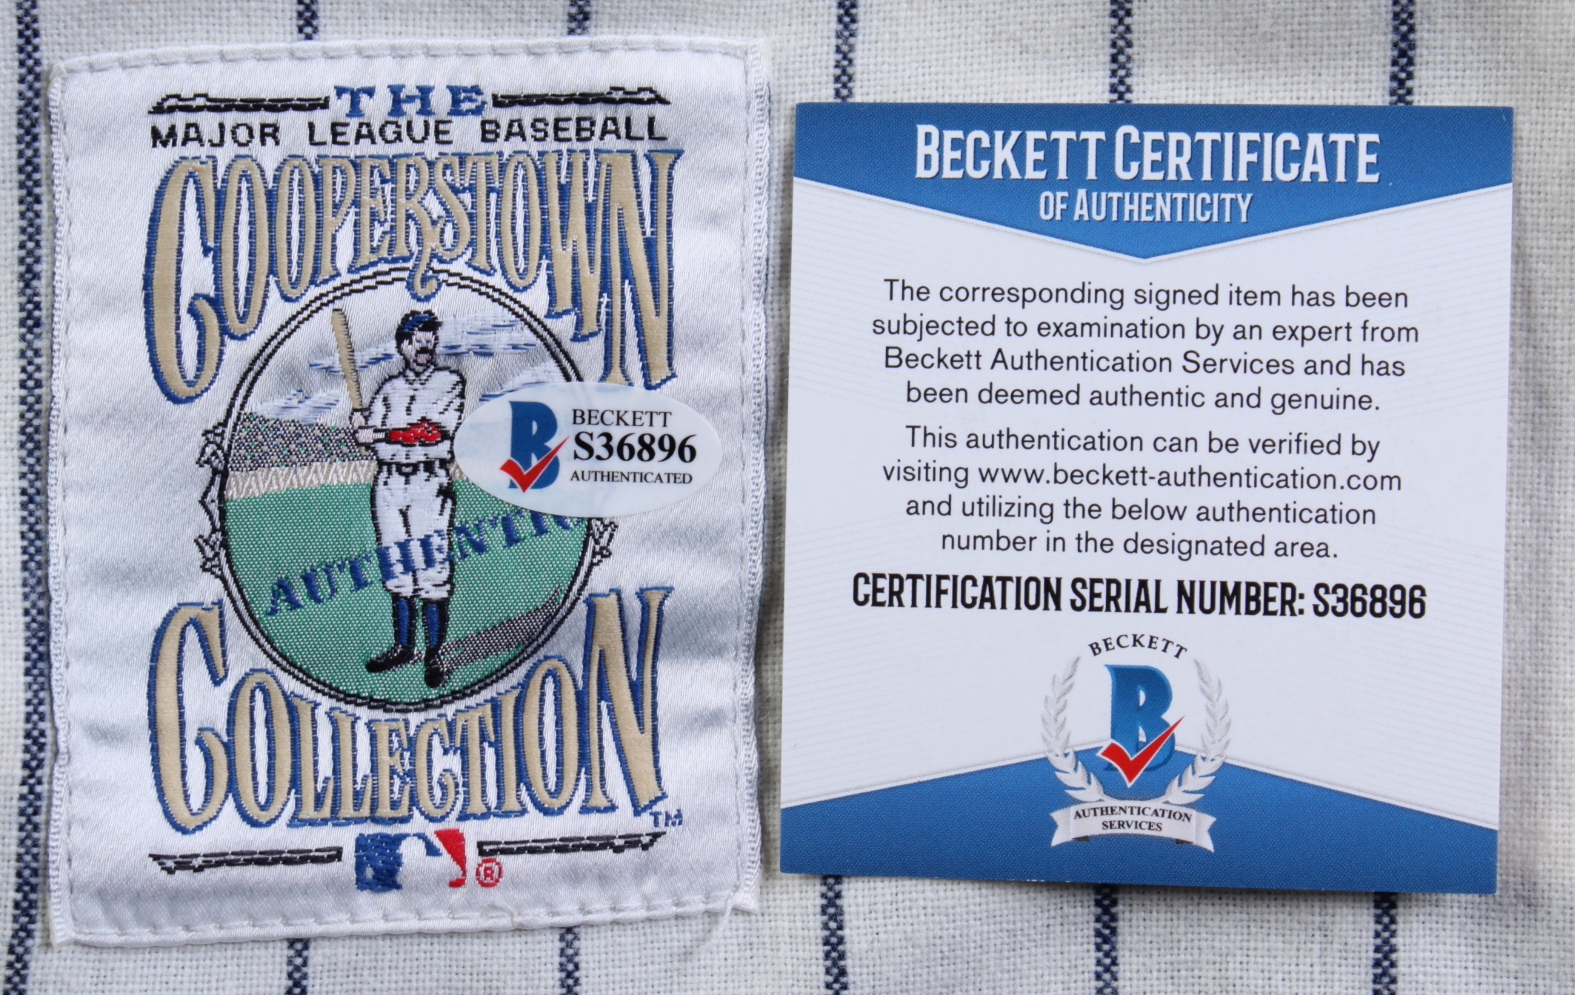 THE
MAJOR LEAGUE BASEBALL
COOPERSTOWN
AUTHENTIC
COLLECTION
TM
®
BECKETT
S36896
AUTHENTICATED
BECKETT CERTIFICATE
OF AUTHENTICITY
The corresponding signed item has been
subjected to examination by an expert from
Beckett Authentication Services and has
been deemed authentic and genuine.
This authentication can be verified by
visiting www.beckett-authentication.com
and utilizing the below authentication
number in the designated area.
CERTIFICATION SERIAL NUMBER: S36896
BECKETT
B
AUTHENTICATION
SERVICES